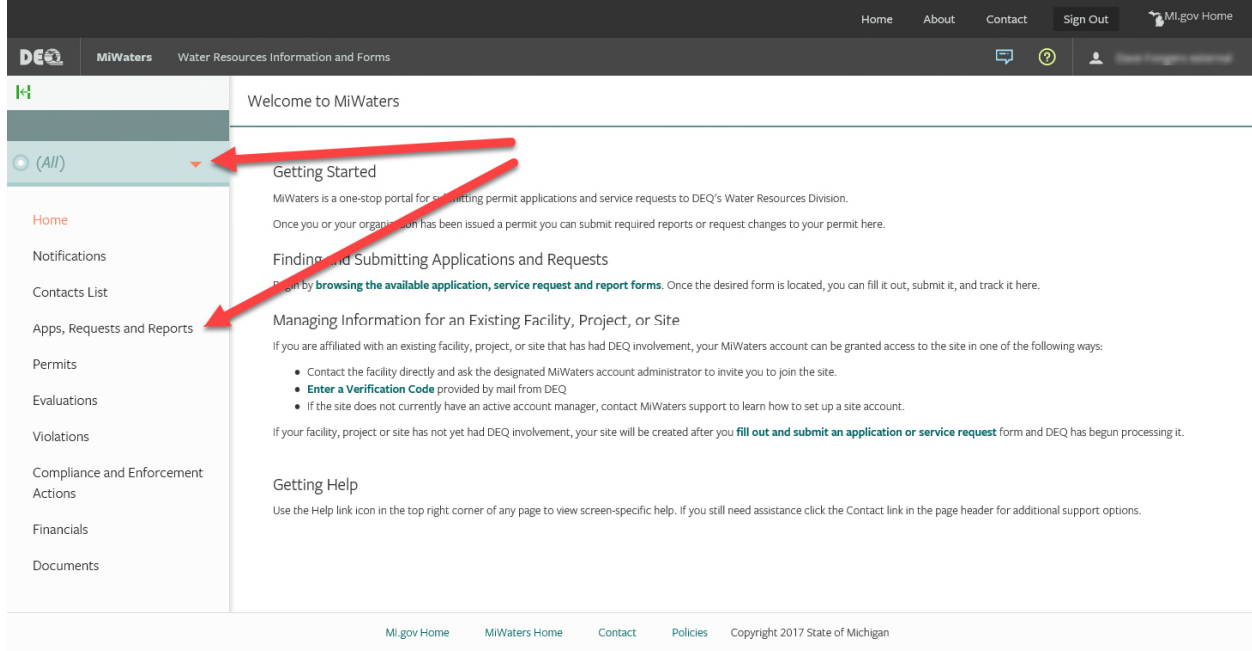 Home About Contact Sign Out MI.gov Home
DEQ MiWaters Water Resources Information and Forms
Welcome to MiWaters
(All)
Home
Notifications
Contacts List
Apps, Requests and Reports
Permits
Evaluations
Violations
Compliance and Enforcement
Actions
Financials
Documents
Getting Started
MiWaters is a one-stop portal for submitting permit applications and service requests to DEQ's Water Resources Division.
Once you or your organization has been issued a permit you can submit required reports or request changes to your permit here.
Finding and Submitting Applications and Requests
Begin by browsing the available application, service request and report forms. Once the desired form is located, you can fill it out, submit it, and track it here.
Managing Information for an Existing Facility, Project, or Site
If you are affiliated with an existing facility, project, or site that has had DEQ involvement, your MiWaters account can be granted access to the site in one of the following ways:
• Contact the facility directly and ask the designated MiWaters account administrator to invite you to join the site.
• Enter a Verification Code provided by mail from DEQ
• If the site does not currently have an active account manager, contact MiWaters support to learn how to set up a site account.
If your facility, project or site has not yet had DEQ involvement, your site will be created after you fill out and submit an application or service request form and DEQ has begun processing it.
Getting Help
Use the Help link icon in the top right corner of any page to view screen-specific help. If you still need assistance click the Contact link in the page header for additional support options.
MI.gov Home MiWaters Home Contact Policies Copyright 2017 State of Michigan